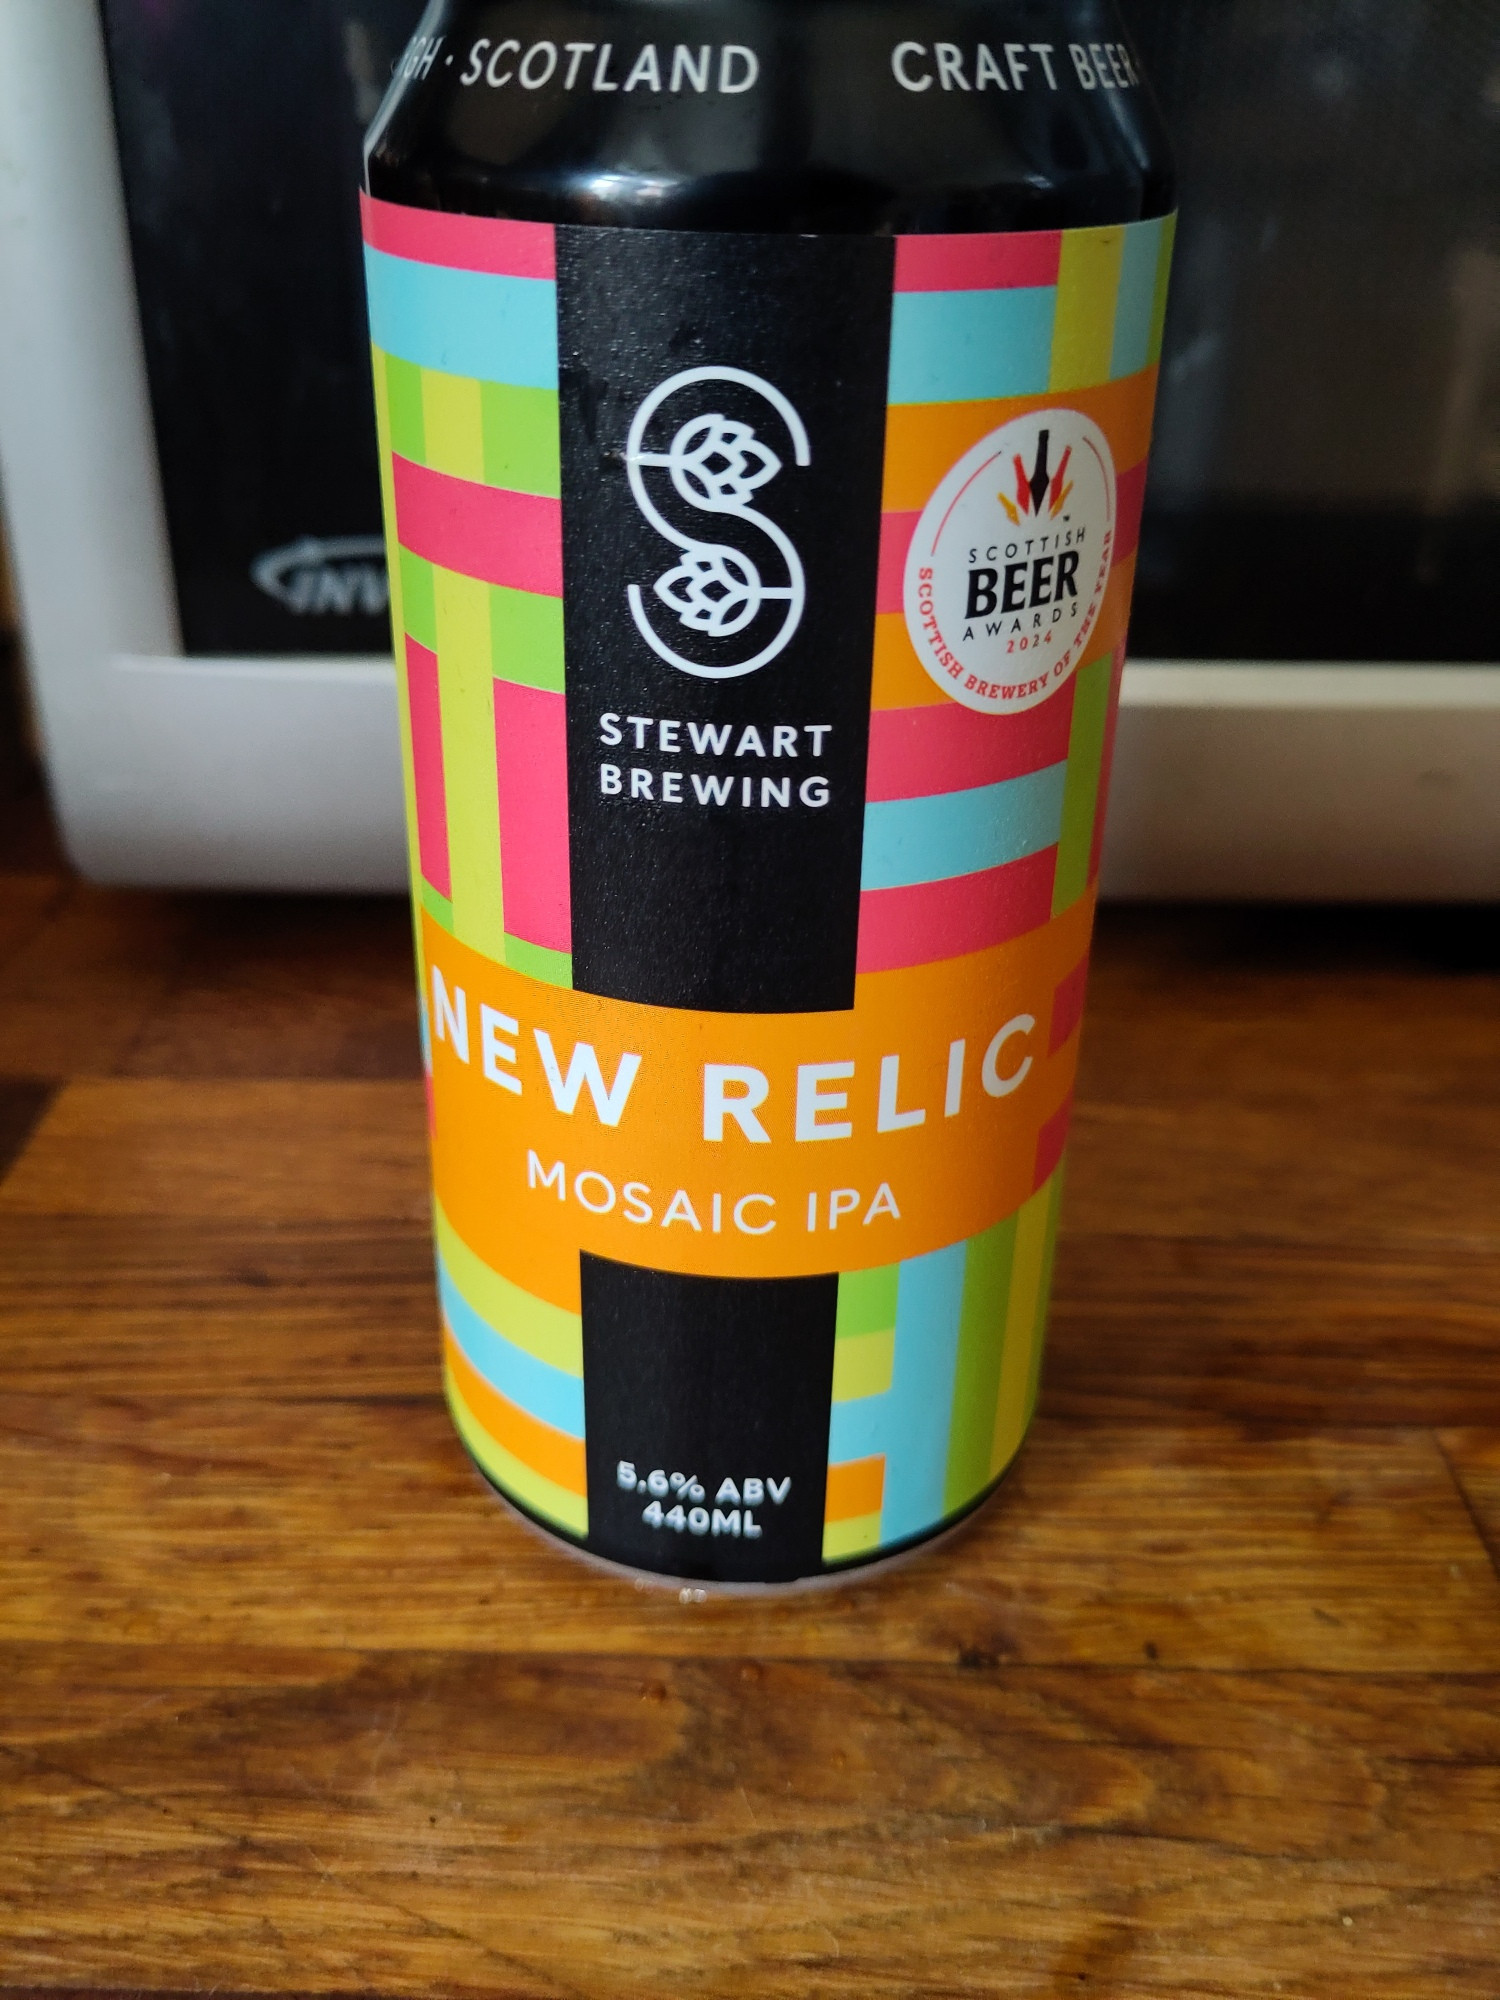 · SCOTLAND
CRAFT BEER
SCOTTISH
BEER
AWARDS
2024
SCOTTISH BREWERY OF THE YEAR
STEWART
BREWING
NEW RELIC
MOSAIC IPA
5.6% ABV
440ML